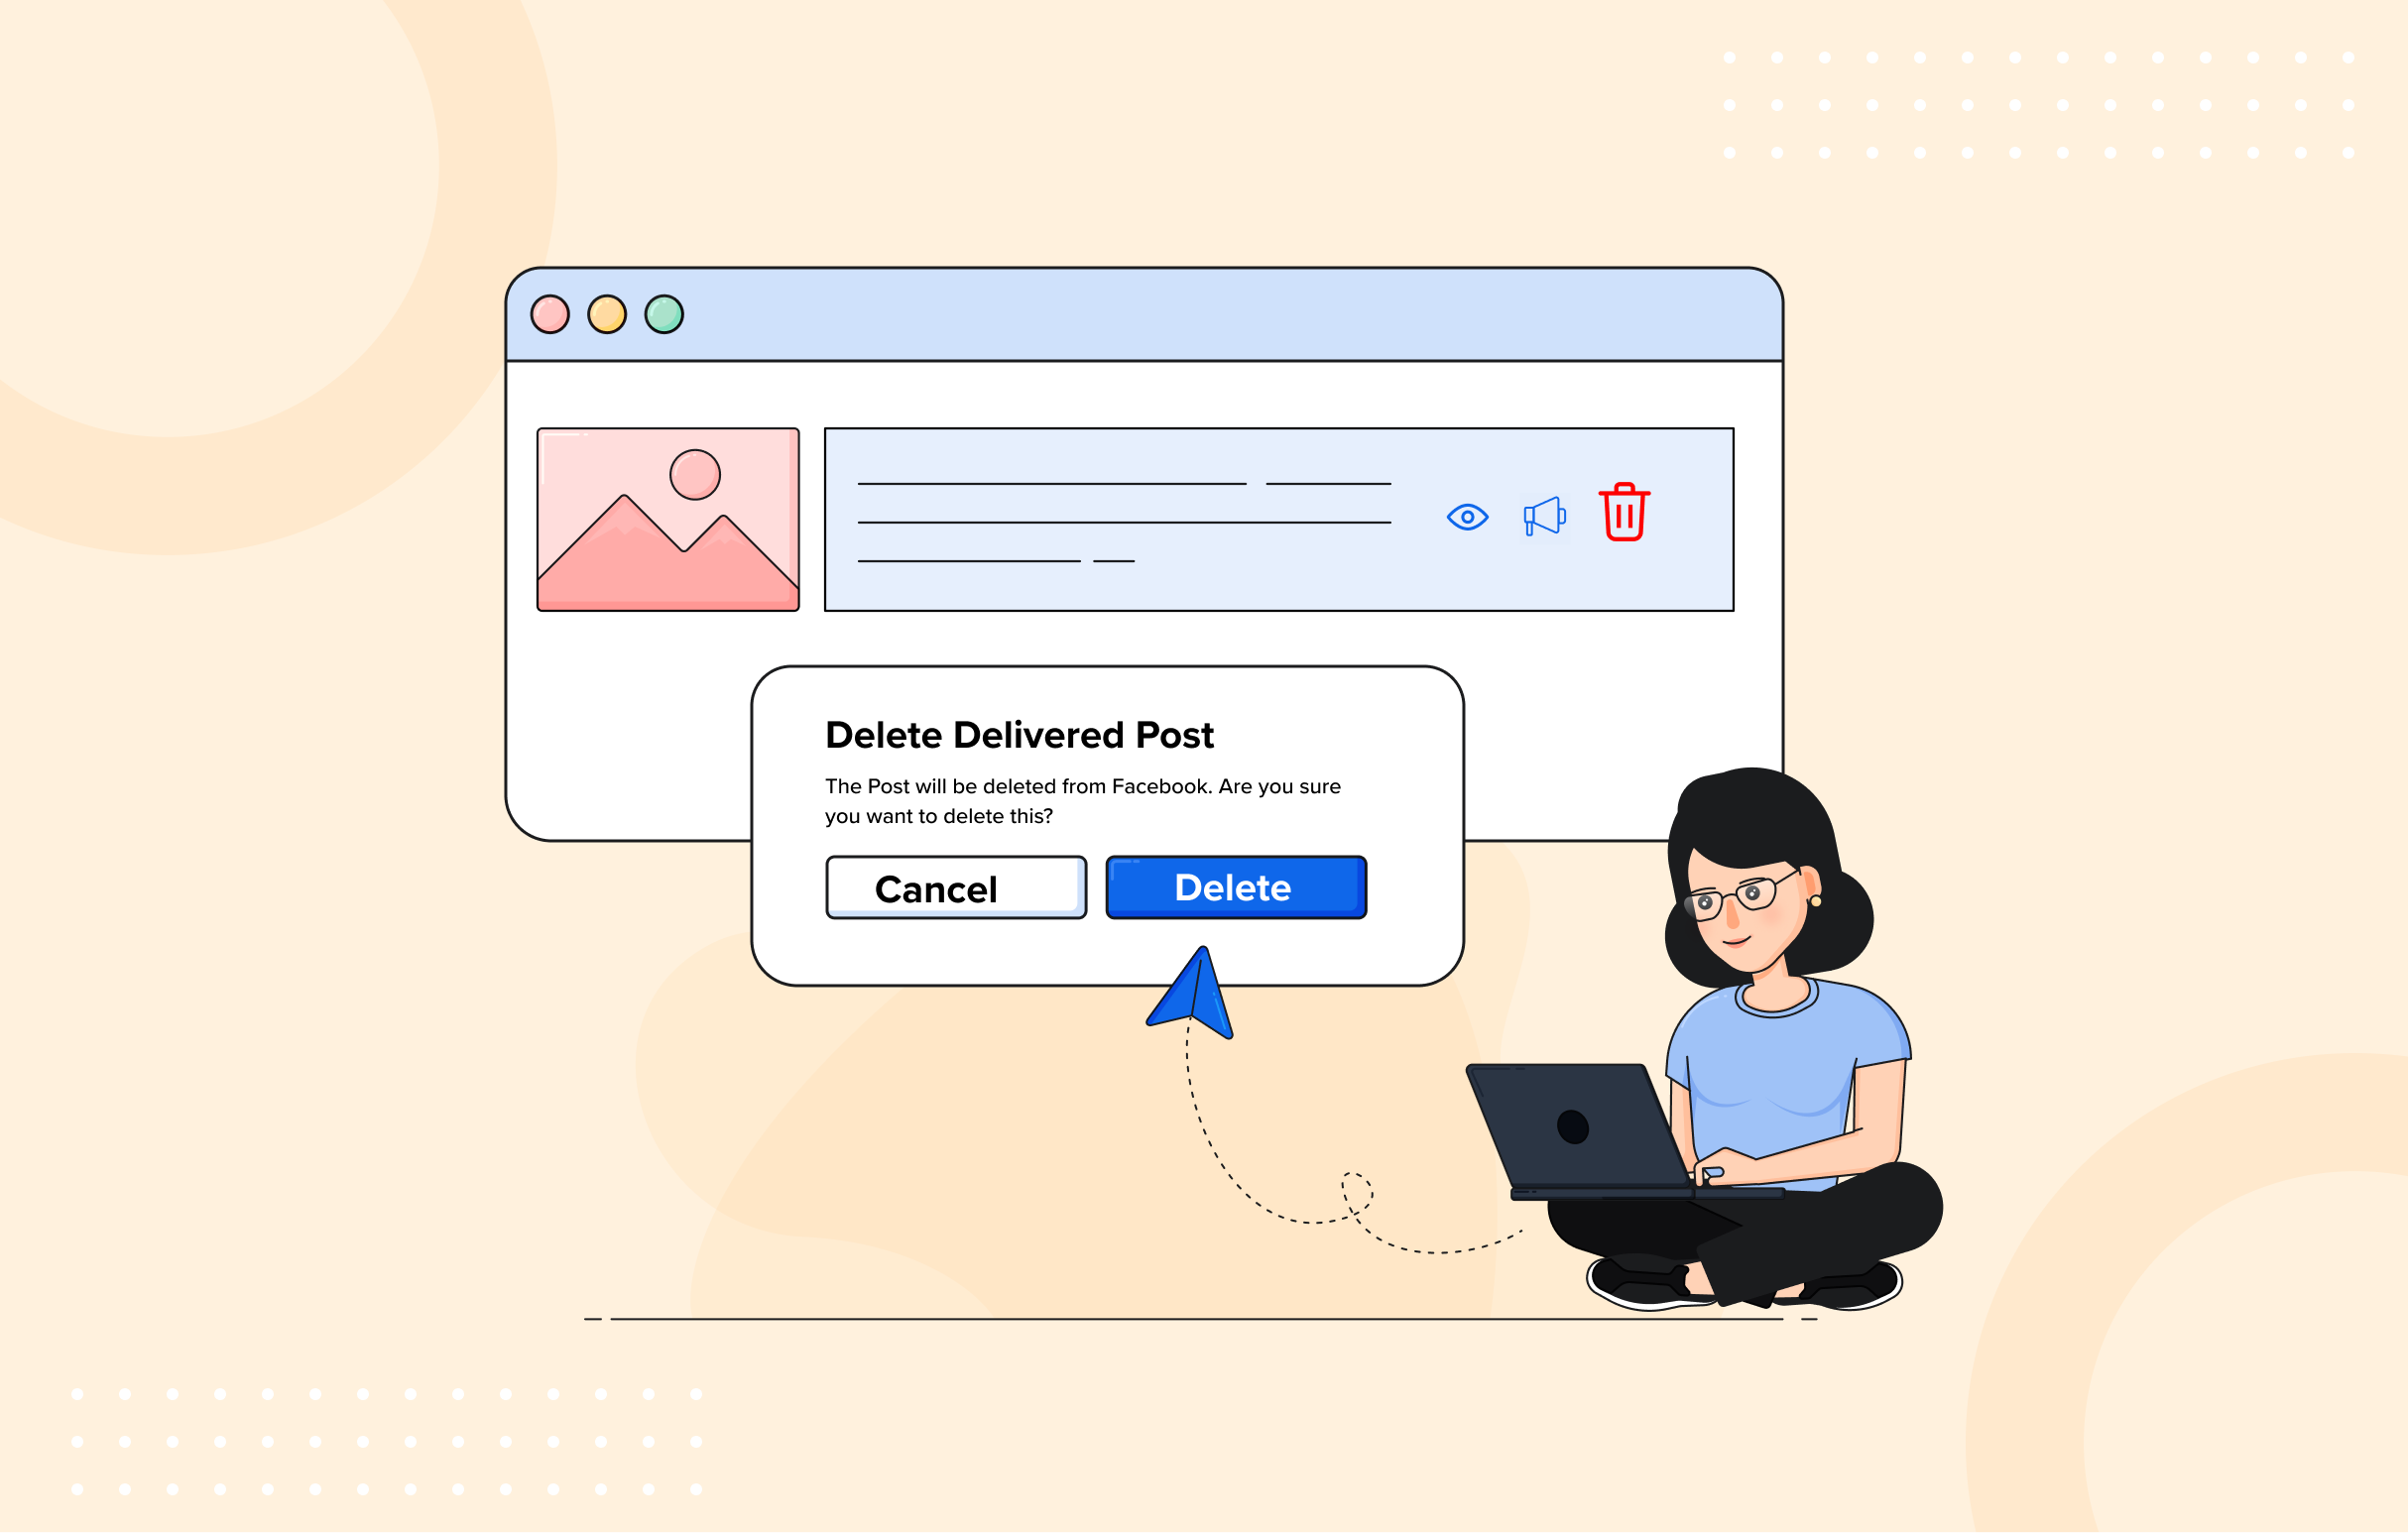 Delete Delivered Post
The Post will be deleted from Facebook. Are you sure
you want to delete this?
Cancel
Delete